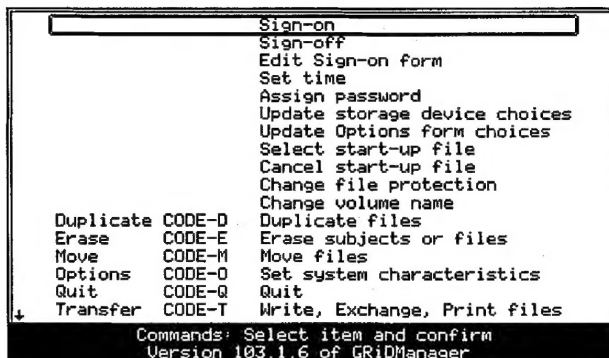 Sign-on
Sign-off
Edit Sign-on form
Set time
Assign password
Update storage device choices
Update Options form choices
Select start-up file
Cancel start-up file
Change file protection
Change volume name
Duplicate CODE-D Duplicate files
Erase CODE-E Erase subjects or files
Move CODE-M Move files
Options CODE-O Set system characteristics
Quit CODE-Q Quit
Transfer CODE-T Write, Exchange, Print files
Commands: Select item and confirm
Version 103.1.6 of GRiDManager